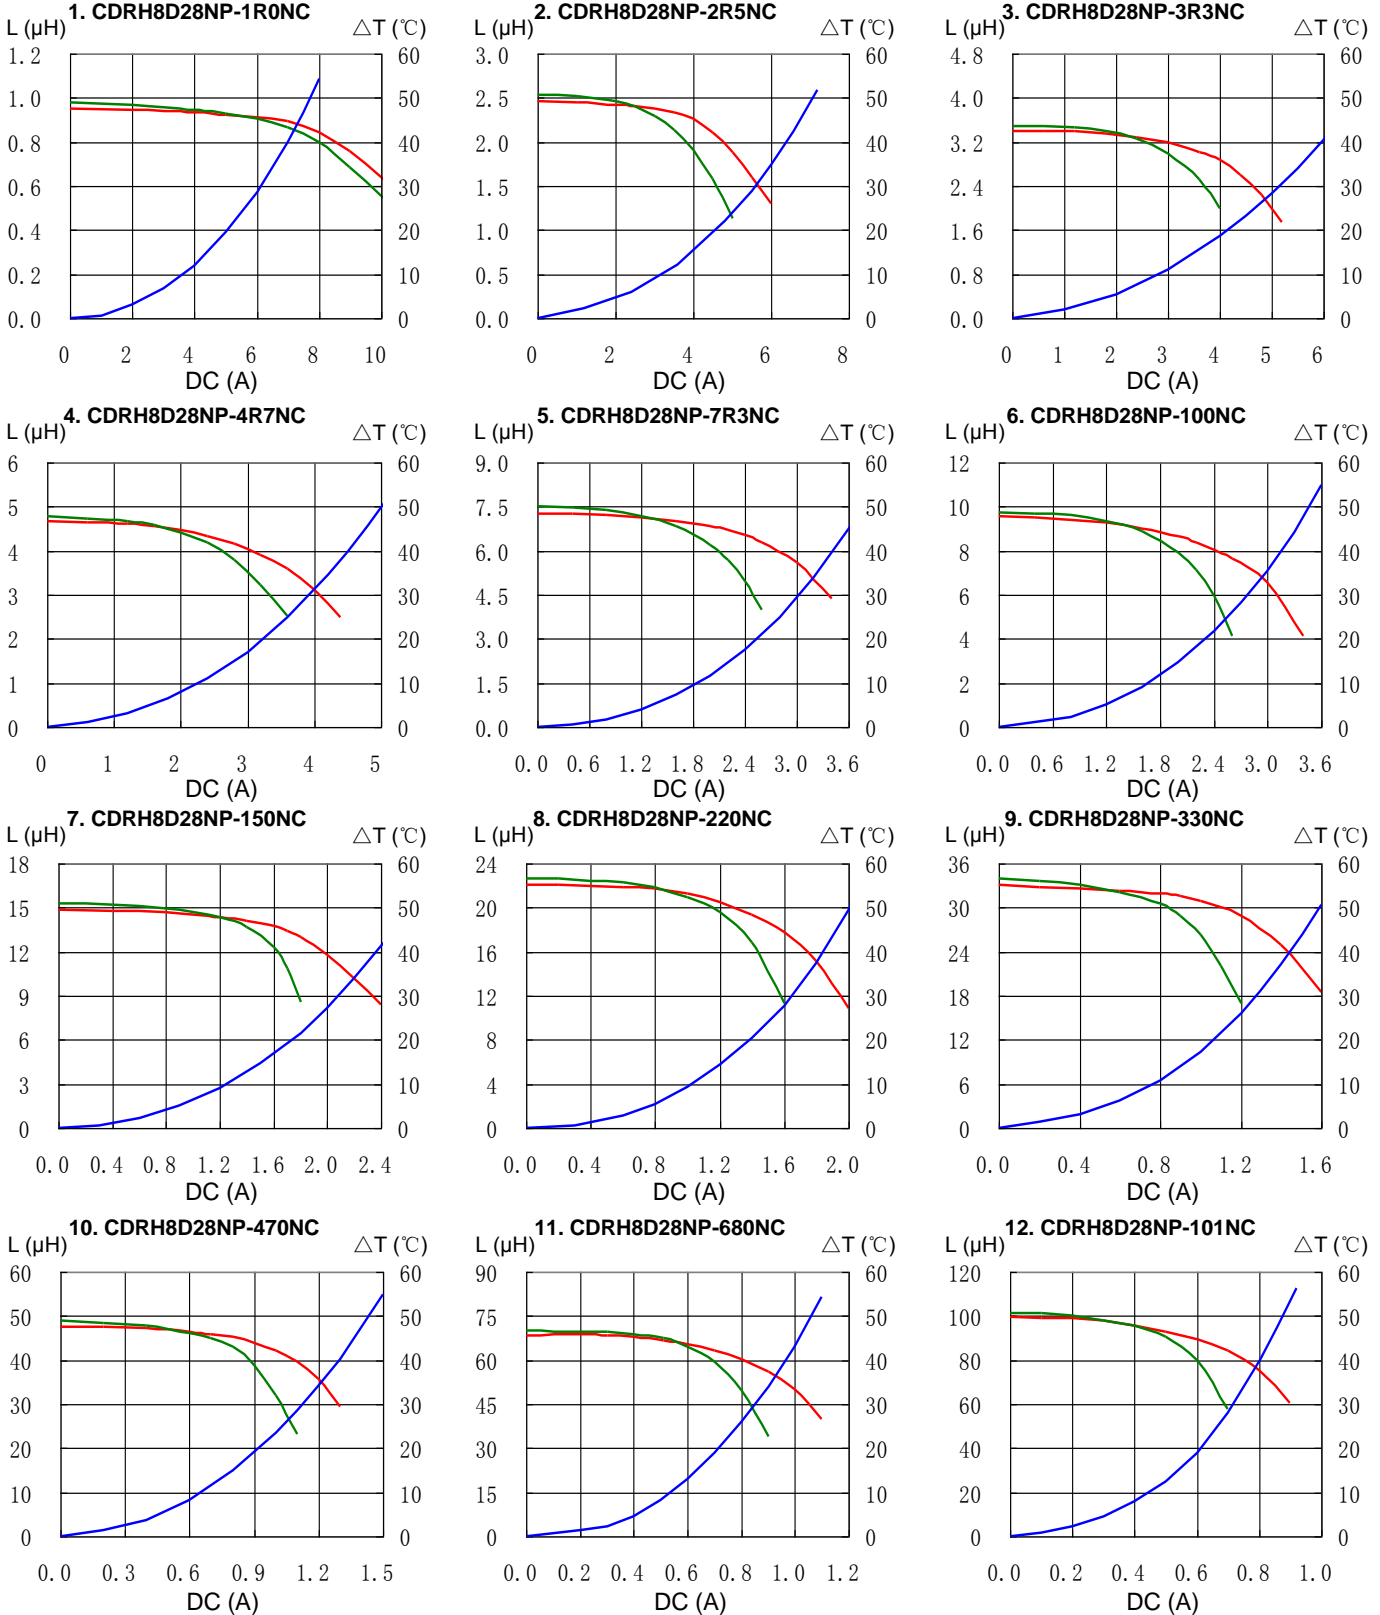 1. CDRH8D28NP-1R0NC
L (μH)
△T (℃)
1.2
1.0
0.8
0.6
0.4
0.2
0.0
60
50
40
30
20
10
0
0 2 4 6 8 10
DC (A)
2. CDRH8D28NP-2R5NC
L (μH)
△T (℃)
3.0
2.5
2.0
1.5
1.0
0.5
0.0
60
50
40
30
20
10
0
0 2 4 6 8
DC (A)
3. CDRH8D28NP-3R3NC
L (μH)
△T (℃)
4.8
4.0
3.2
2.4
1.6
0.8
0.0
60
50
40
30
20
10
0
0 1 2 3 4 5 6
DC (A)
4. CDRH8D28NP-4R7NC
L (μH)
△T (℃)
6
5
4
3
2
1
0
60
50
40
30
20
10
0
0 1 2 3 4 5
DC (A)
5. CDRH8D28NP-7R3NC
L (μH)
△T (℃)
9.0
7.5
6.0
4.5
3.0
1.5
0.0
60
50
40
30
20
10
0
0.0 0.6 1.2 1.8 2.4 3.0 3.6
DC (A)
6. CDRH8D28NP-100NC
L (μH)
△T (℃)
12
10
8
6
4
2
0
60
50
40
30
20
10
0
0.0 0.6 1.2 1.8 2.4 3.0 3.6
DC (A)
7. CDRH8D28NP-150NC
L (μH)
△T (℃)
18
15
12
9
6
3
0
60
50
40
30
20
10
0
0.0 0.4 0.8 1.2 1.6 2.0 2.4
DC (A)
8. CDRH8D28NP-220NC
L (μH)
△T (℃)
24
20
16
12
8
4
0
60
50
40
30
20
10
0
0.0 0.4 0.8 1.2 1.6 2.0
DC (A)
9. CDRH8D28NP-330NC
L (μH)
△T (℃)
36
30
24
18
12
6
0
60
50
40
30
20
10
0
0.0 0.4 0.8 1.2 1.6
DC (A)
10. CDRH8D28NP-470NC
L (μH)
△T (℃)
60
50
40
30
20
10
0
60
50
40
30
20
10
0
0.0 0.3 0.6 0.9 1.2 1.5
DC (A)
11. CDRH8D28NP-680NC
L (μH)
△T (℃)
90
75
60
45
30
15
0
60
50
40
30
20
10
0
0.0 0.2 0.4 0.6 0.8 1.0 1.2
DC (A)
12. CDRH8D28NP-101NC
L (μH)
△T (℃)
120
100
80
60
40
20
0
60
50
40
30
20
10
0
0.0 0.2 0.4 0.6 0.8 1.0
DC (A)